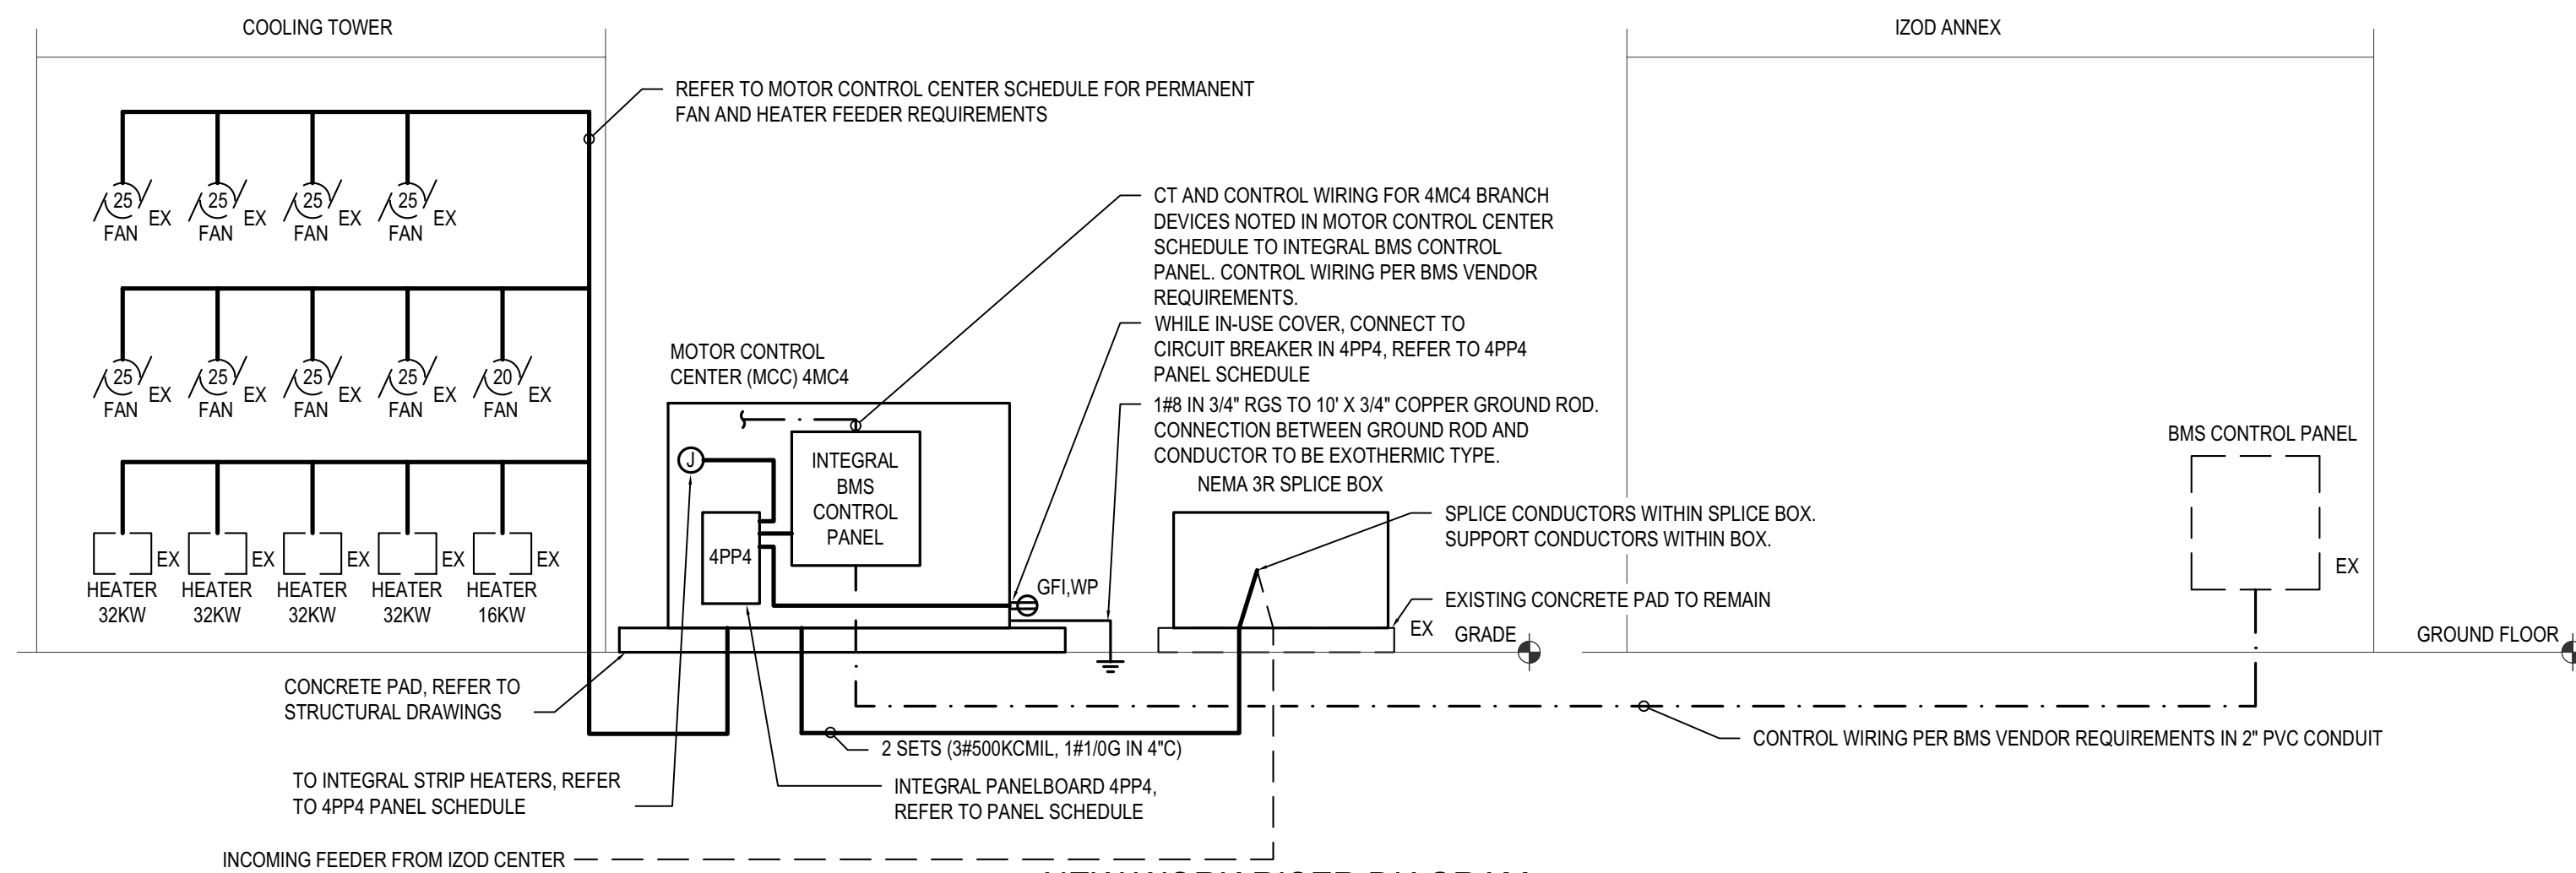 COOLING TOWER
IZOD ANNEX
REFER TO MOTOR CONTROL CENTER SCHEDULE FOR PERMANENT
FAN AND HEATER FEEDER REQUIREMENTS
25 EX
FAN
25 EX
FAN
25 EX
FAN
25 EX
FAN
CT AND CONTROL WIRING FOR 4MC4 BRANCH
DEVICES NOTED IN MOTOR CONTROL CENTER
SCHEDULE TO INTEGRAL BMS CONTROL
PANEL. CONTROL WIRING PER BMS VENDOR
REQUIREMENTS.
WHILE IN-USE COVER, CONNECT TO
CIRCUIT BREAKER IN 4PP4, REFER TO 4PP4
PANEL SCHEDULE
1#8 IN 3/4" RGS TO 10' X 3/4" COPPER GROUND ROD.
CONNECTION BETWEEN GROUND ROD AND
CONDUCTOR TO BE EXOTHERMIC TYPE.
25 EX
FAN
25 EX
FAN
25 EX
FAN
25 EX
FAN
20 EX
FAN
MOTOR CONTROL
CENTER (MCC) 4MC4
J
INTEGRAL
BMS
CONTROL
PANEL
4PP4
GFI,WP
NEMA 3R SPLICE BOX
SPLICE CONDUCTORS WITHIN SPLICE BOX.
SUPPORT CONDUCTORS WITHIN BOX.
BMS CONTROL PANEL
EX
EX
HEATER
32KW
EX
HEATER
32KW
EX
HEATER
32KW
EX
HEATER
32KW
EX
HEATER
16KW
EXISTING CONCRETE PAD TO REMAIN
EX
GRADE
GROUND FLOOR
CONCRETE PAD, REFER TO
STRUCTURAL DRAWINGS
2 SETS (3#500KCMIL, 1#1/0G IN 4"C)
CONTROL WIRING PER BMS VENDOR REQUIREMENTS IN 2" PVC CONDUIT
TO INTEGRAL STRIP HEATERS, REFER
TO 4PP4 PANEL SCHEDULE
INTEGRAL PANELBOARD 4PP4,
REFER TO PANEL SCHEDULE
INCOMING FEEDER FROM IZOD CENTER